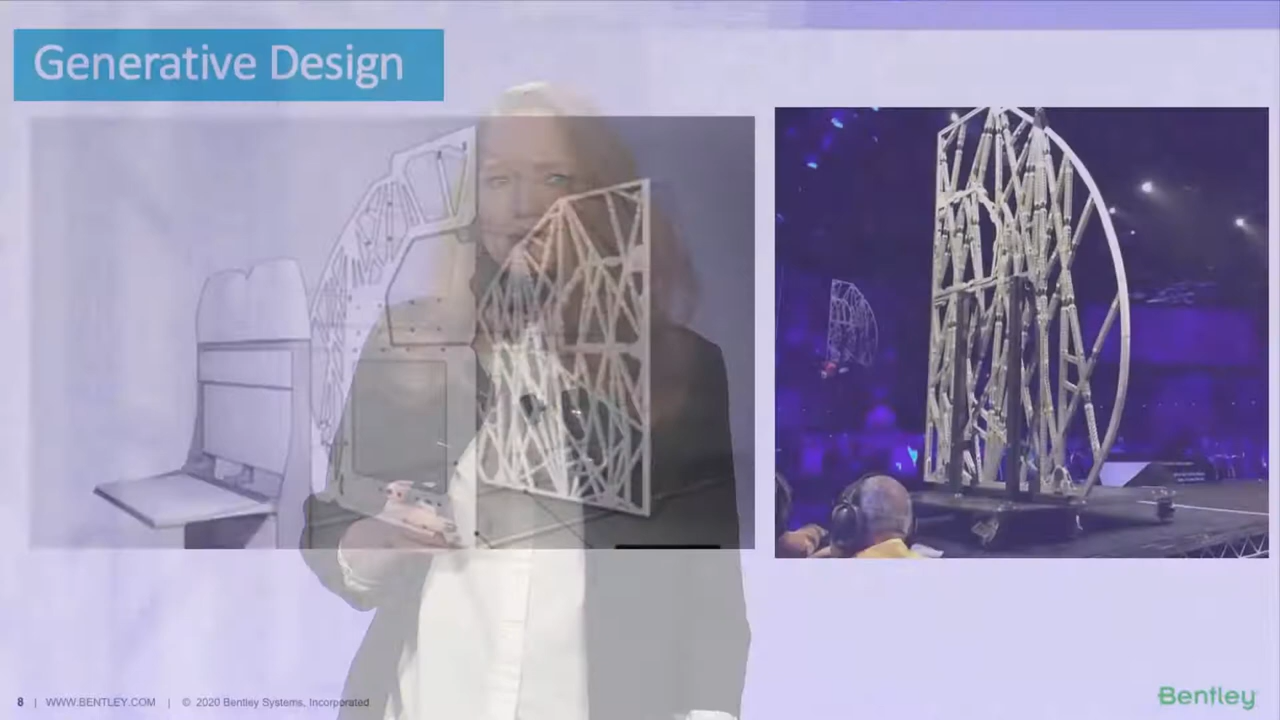 Generative Design
8 | WWW.BENTLEY.COM | © 2020 Bentley Systems, Incorporated
Bentley